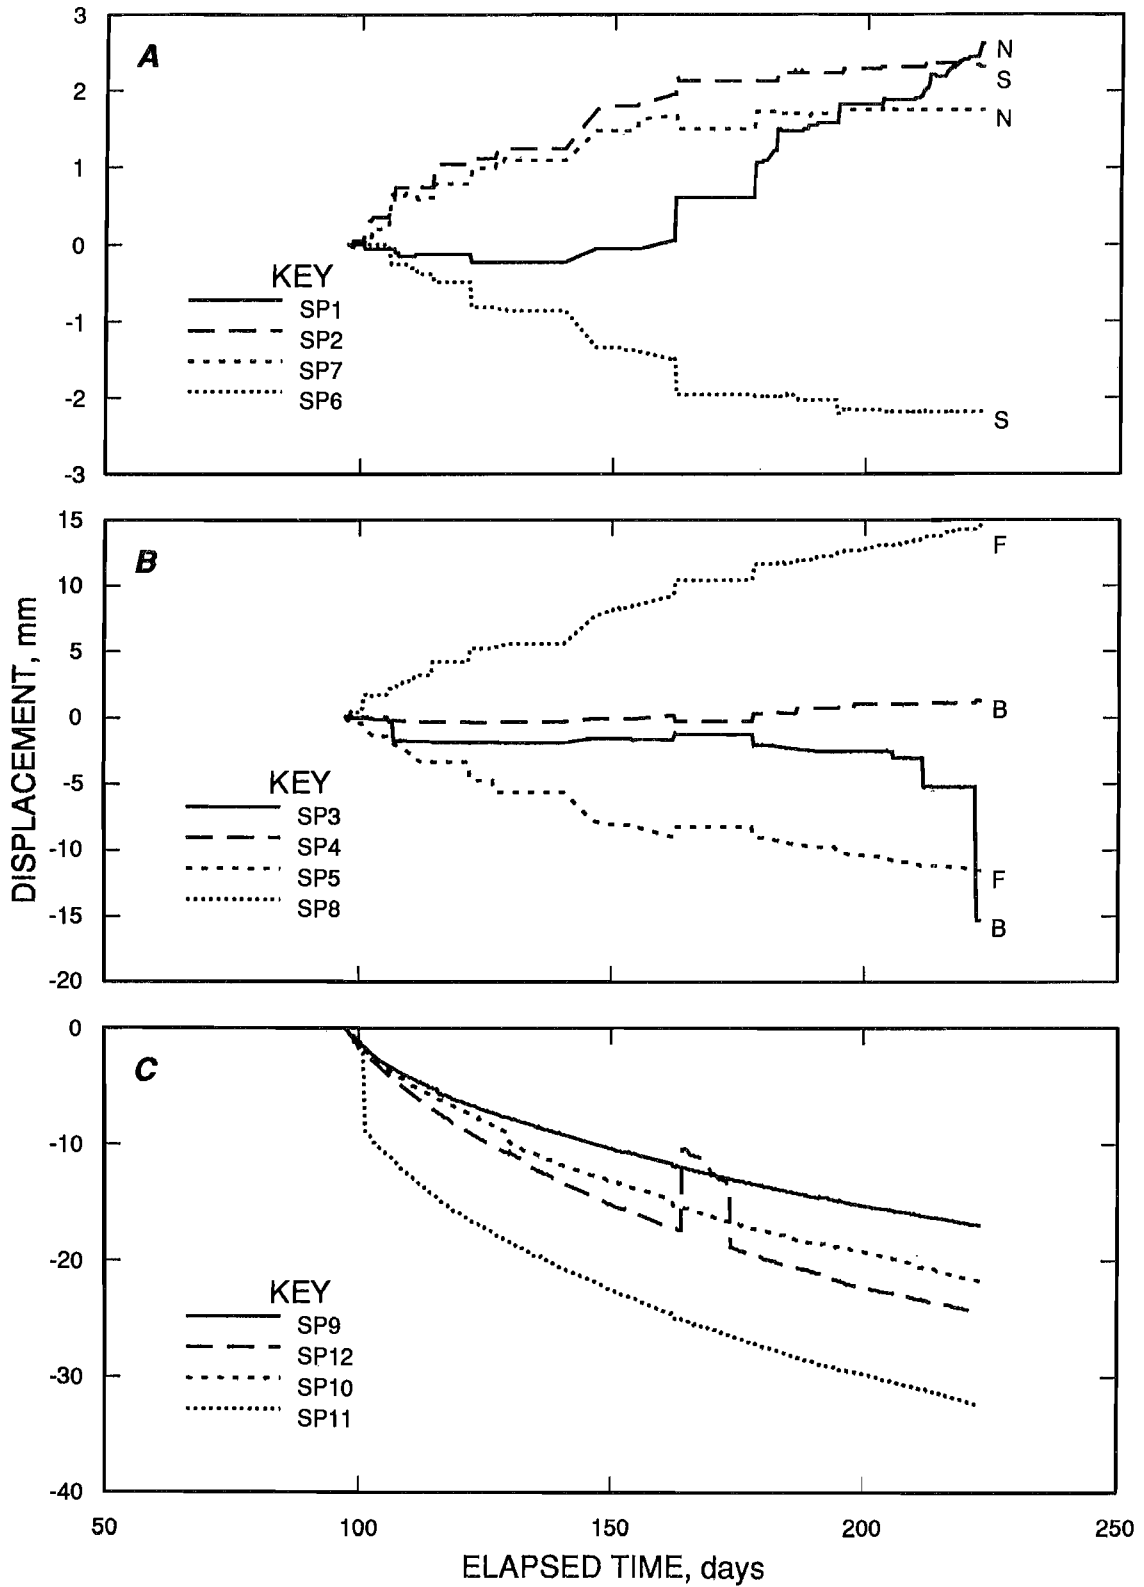 3
A
N
2
S
N
1
0
KEY
SP1
-1
SP2
SP7
-2
SP6
S
-3
15
B
F
10
5
0
B
KEY
-5
SP3
SP4
-10
SP5
F
SP8
-15
B
-20
DISPLACEMENT, mm
0
C
-10
-20
KEY
SP9
SP12
-30
SP10
SP11
-40
50 100 150 200 250
ELAPSED TIME, days